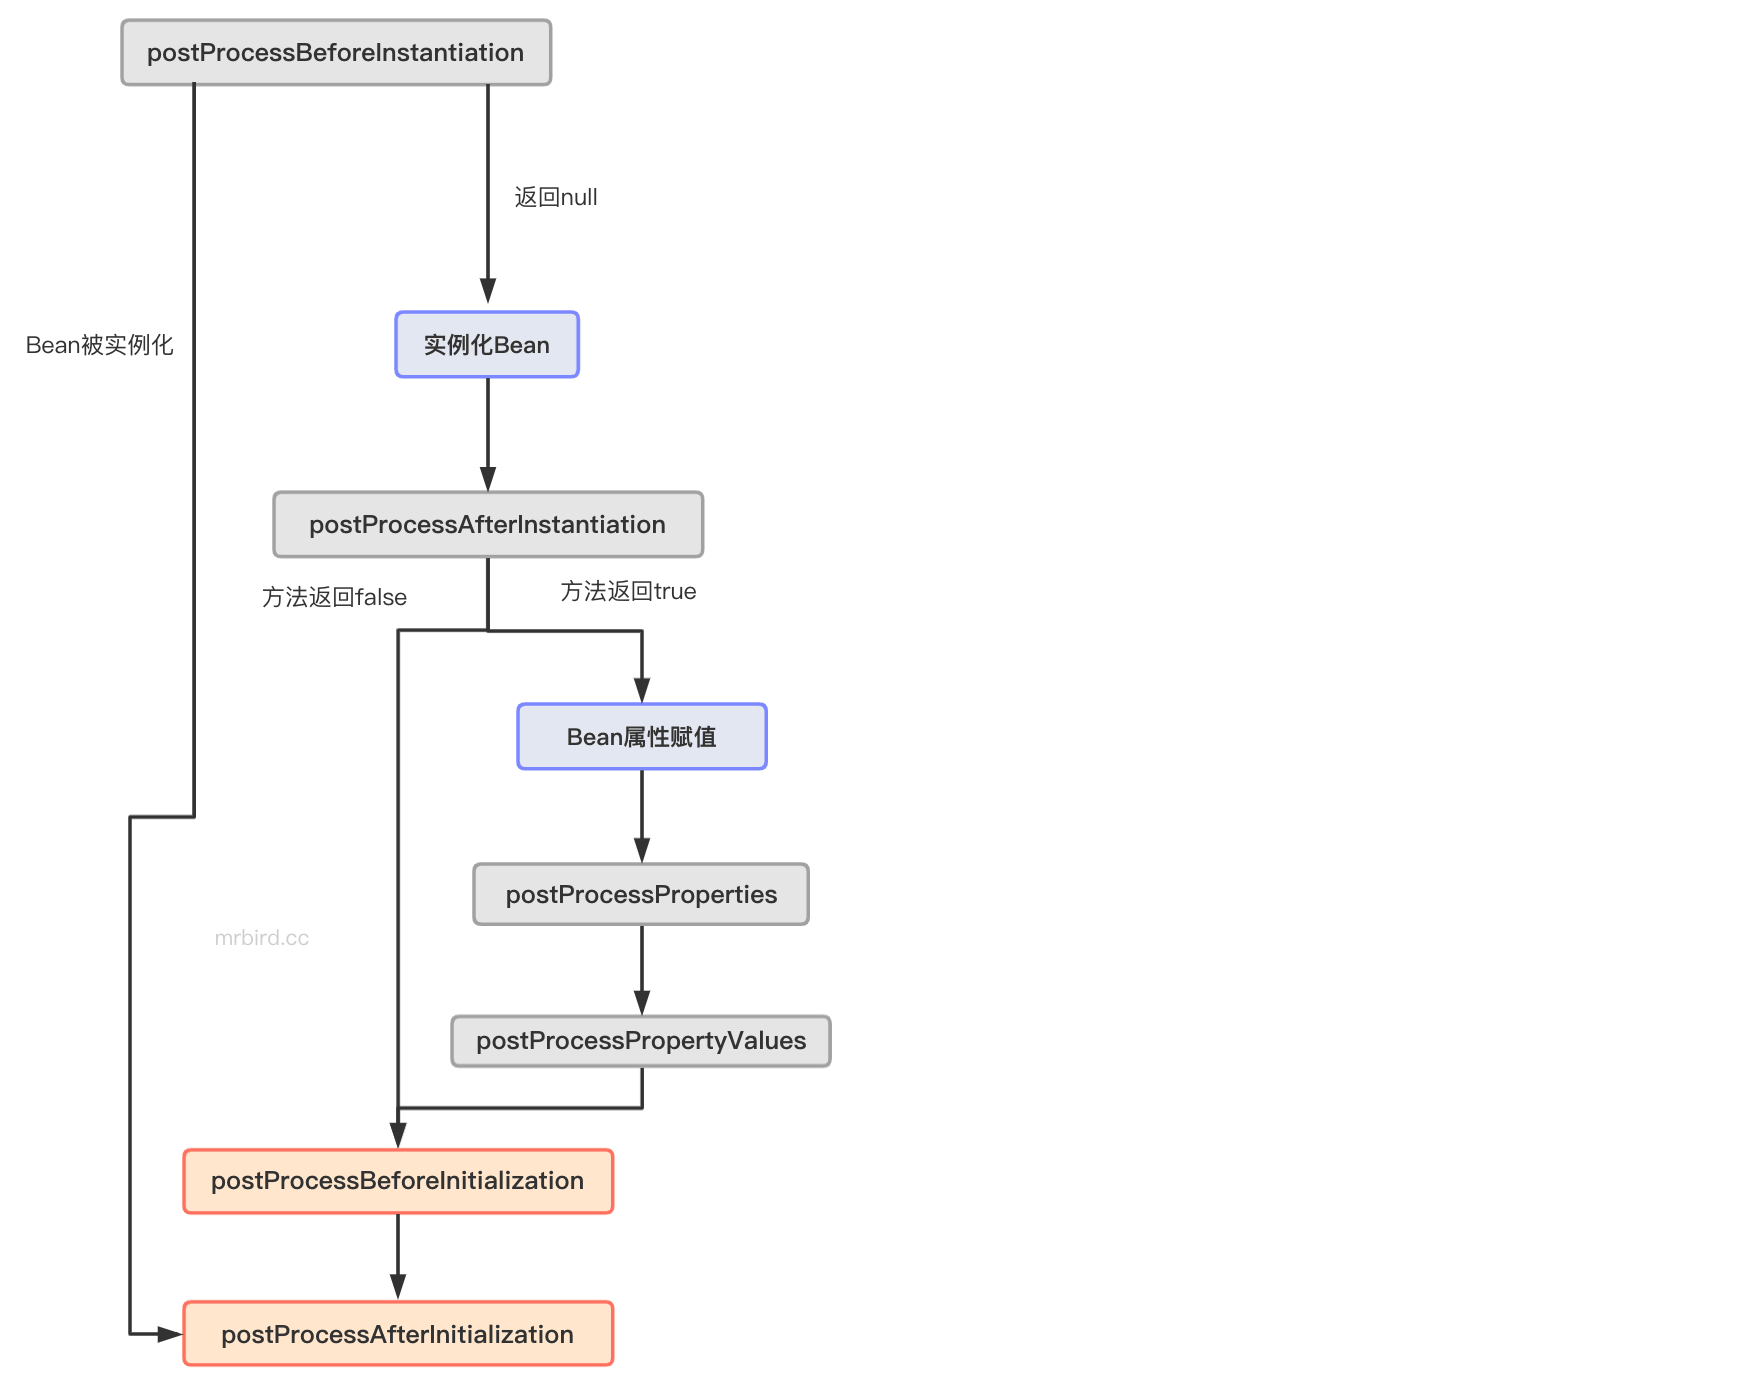 postProcessBeforeInstantiation
返回null
Bean被实例化
实例化Bean
postProcessAfterInstantiation
方法返回false
方法返回true
Bean属性赋值
postProcessProperties
mrbird.cc
postProcessPropertyValues
postProcessBeforeInitialization
postProcessAfterInitialization